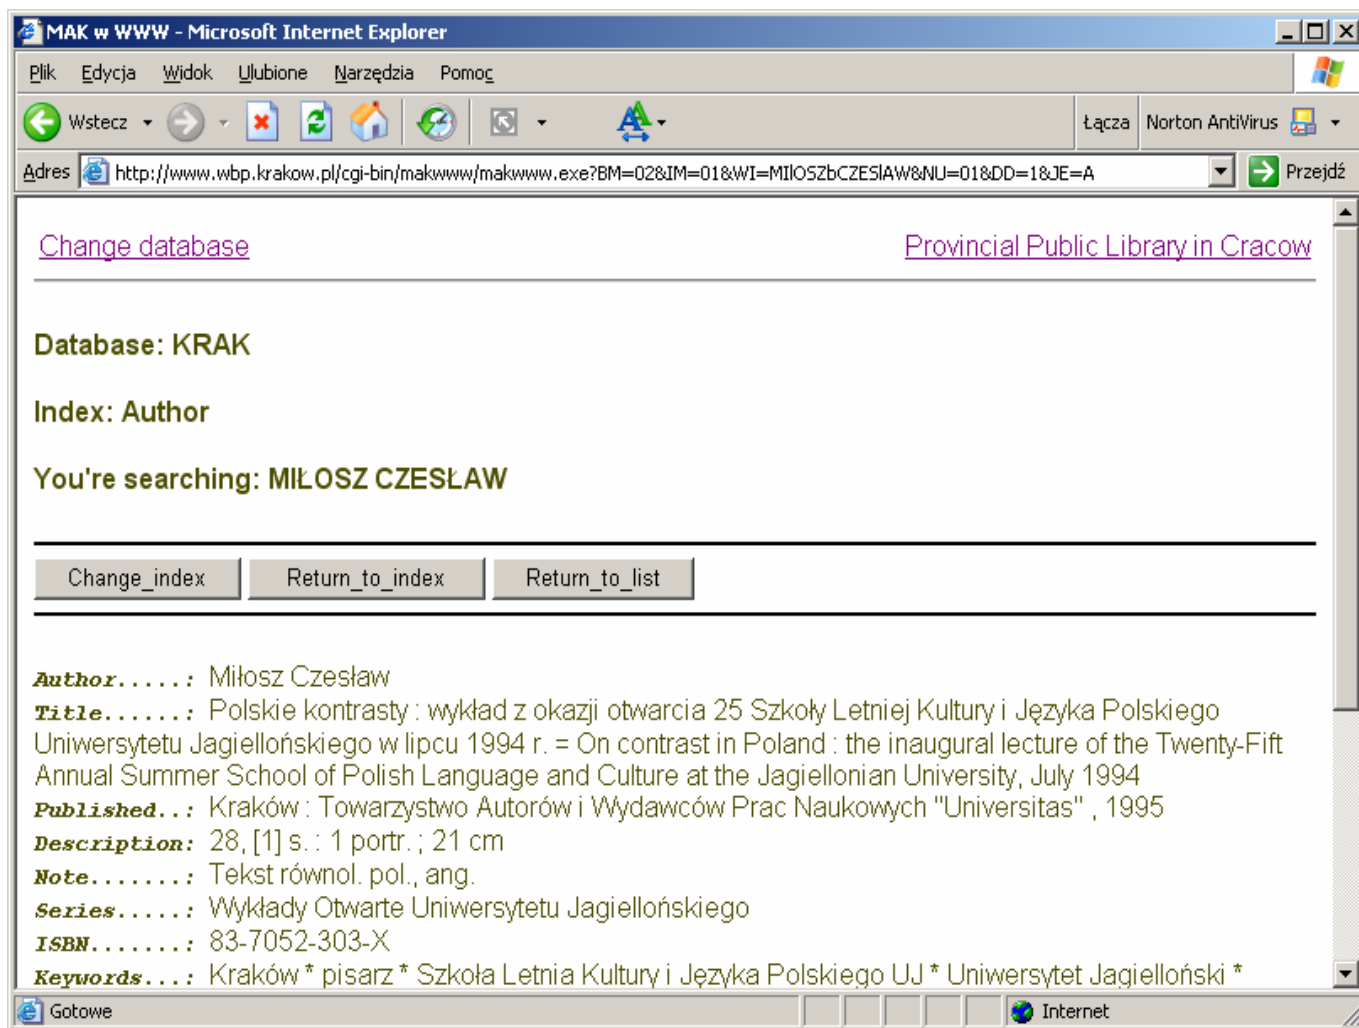 MAK w WWW - Microsoft Internet Explorer
Plik Edycja Widok Ulubione Narzędzia Pomoc
Wstecz Łącza Norton AntiVirus
Adres http://www.wbp.krakow.pl/cgi-bin/makwww/makwww.exe?BM=02&IM=01&WI=MIlOSZbCZESlAW&NU=01&DD=1&JE=A Przejdź
Change database Provincial Public Library in Cracow
Database: KRAK
Index: Author
You're searching: MIŁOSZ CZESŁAW
Change_index Return_to_index Return_to_list
Author.....: Miłosz Czesław
Title......: Polskie kontrasty : wykład z okazji otwarcia 25 Szkoły Letniej Kultury i Języka Polskiego
Uniwersytetu Jagiellońskiego w lipcu 1994 r. = On contrast in Poland : the inaugural lecture of the Twenty-Fift
Annual Summer School of Polish Language and Culture at the Jagiellonian University, July 1994
Published..: Kraków : Towarzystwo Autorów i Wydawców Prac Naukowych "Universitas" , 1995
Description: 28, [1] s. : 1 portr. ; 21 cm
Note.......: Tekst równol. pol., ang.
Series.....: Wykłady Otwarte Uniwersytetu Jagiellońskiego
ISBN.......: 83-7052-303-X
Keywords...: Kraków * pisarz * Szkoła Letnia Kultury i Języka Polskiego UJ * Uniwersytet Jagielloński *
Gotowe Internet